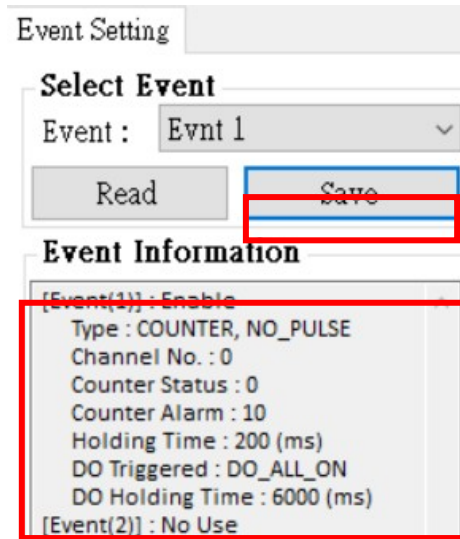 Event Setting
Select Event
Event : Evnt 1
Read Save
Event Information
[Event(1)] : Enable
Type : COUNTER, NO_PULSE
Channel No. : 0
Counter Status : 0
Counter Alarm : 10
Holding Time : 200 (ms)
DO Triggered : DO_ALL_ON
DO Holding Time : 6000 (ms)
[Event(2)] : No Use